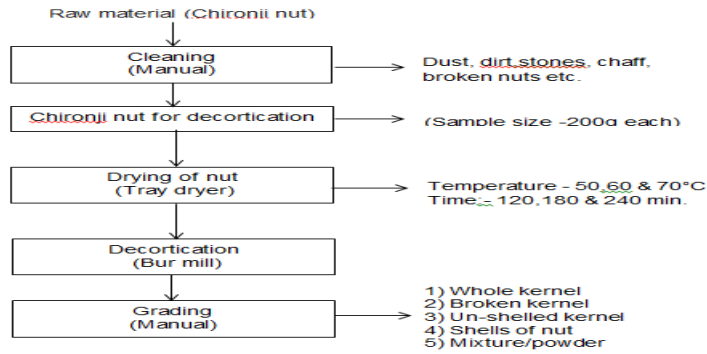 Raw material (Chironji nut)
Cleaning
(Manual)
Dust, dirt,stones, chaff,
broken nuts etc.
Chironji nut for decortication
(Sample size -200g each)
Drying of nut
(Tray dryer)
Temperature - 50,60 & 70°C
Time:- 120,180 & 240 min.
Decortication
(Bur mill)
Grading
(Manual)
1) Whole kernel
2) Broken kernel
3) Un-shelled kernel
4) Shells of nut
5) Mixture/powder